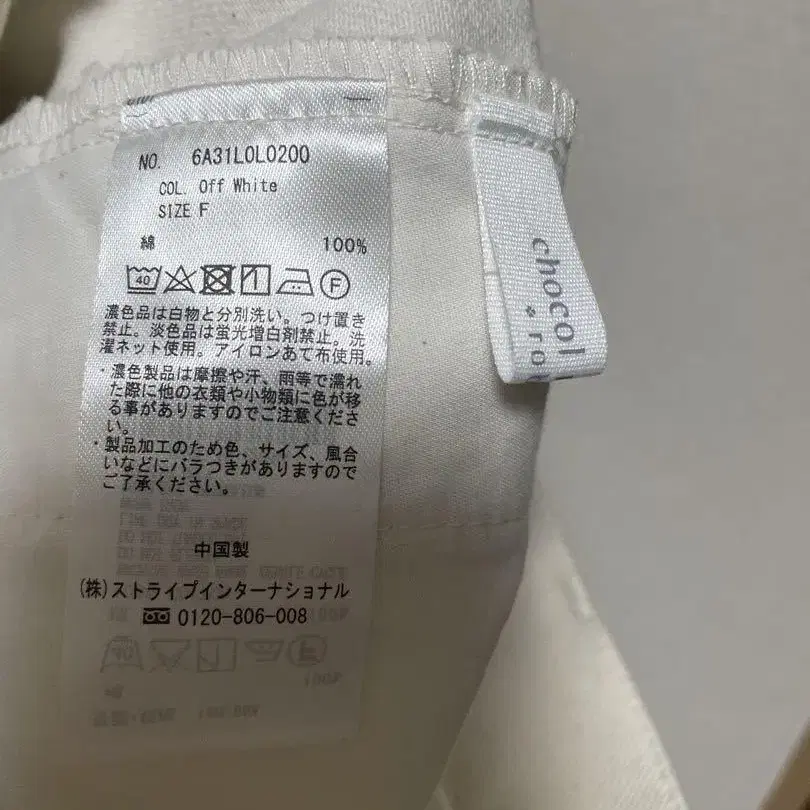 NO. 6A31L0L0200
COL. Off White
SIZE F
綿 100%
40
F
濃色品は白物と分別洗い。つけ置き
禁止。淡色品は蛍光増白剤禁止。洗
濯ネット使用。アイロンあて布使用。
・濃色製品は摩擦や汗、雨等で濡れ
た際に他の衣類や小物類に色が移
る事がありますのでご注意くださ
い。
・製品加工のため色、サイズ、風合
いなどにバラつきがありますので
ご了承ください。
中国製
(株)ストライプインターナショナル
0120-806-008
chocol